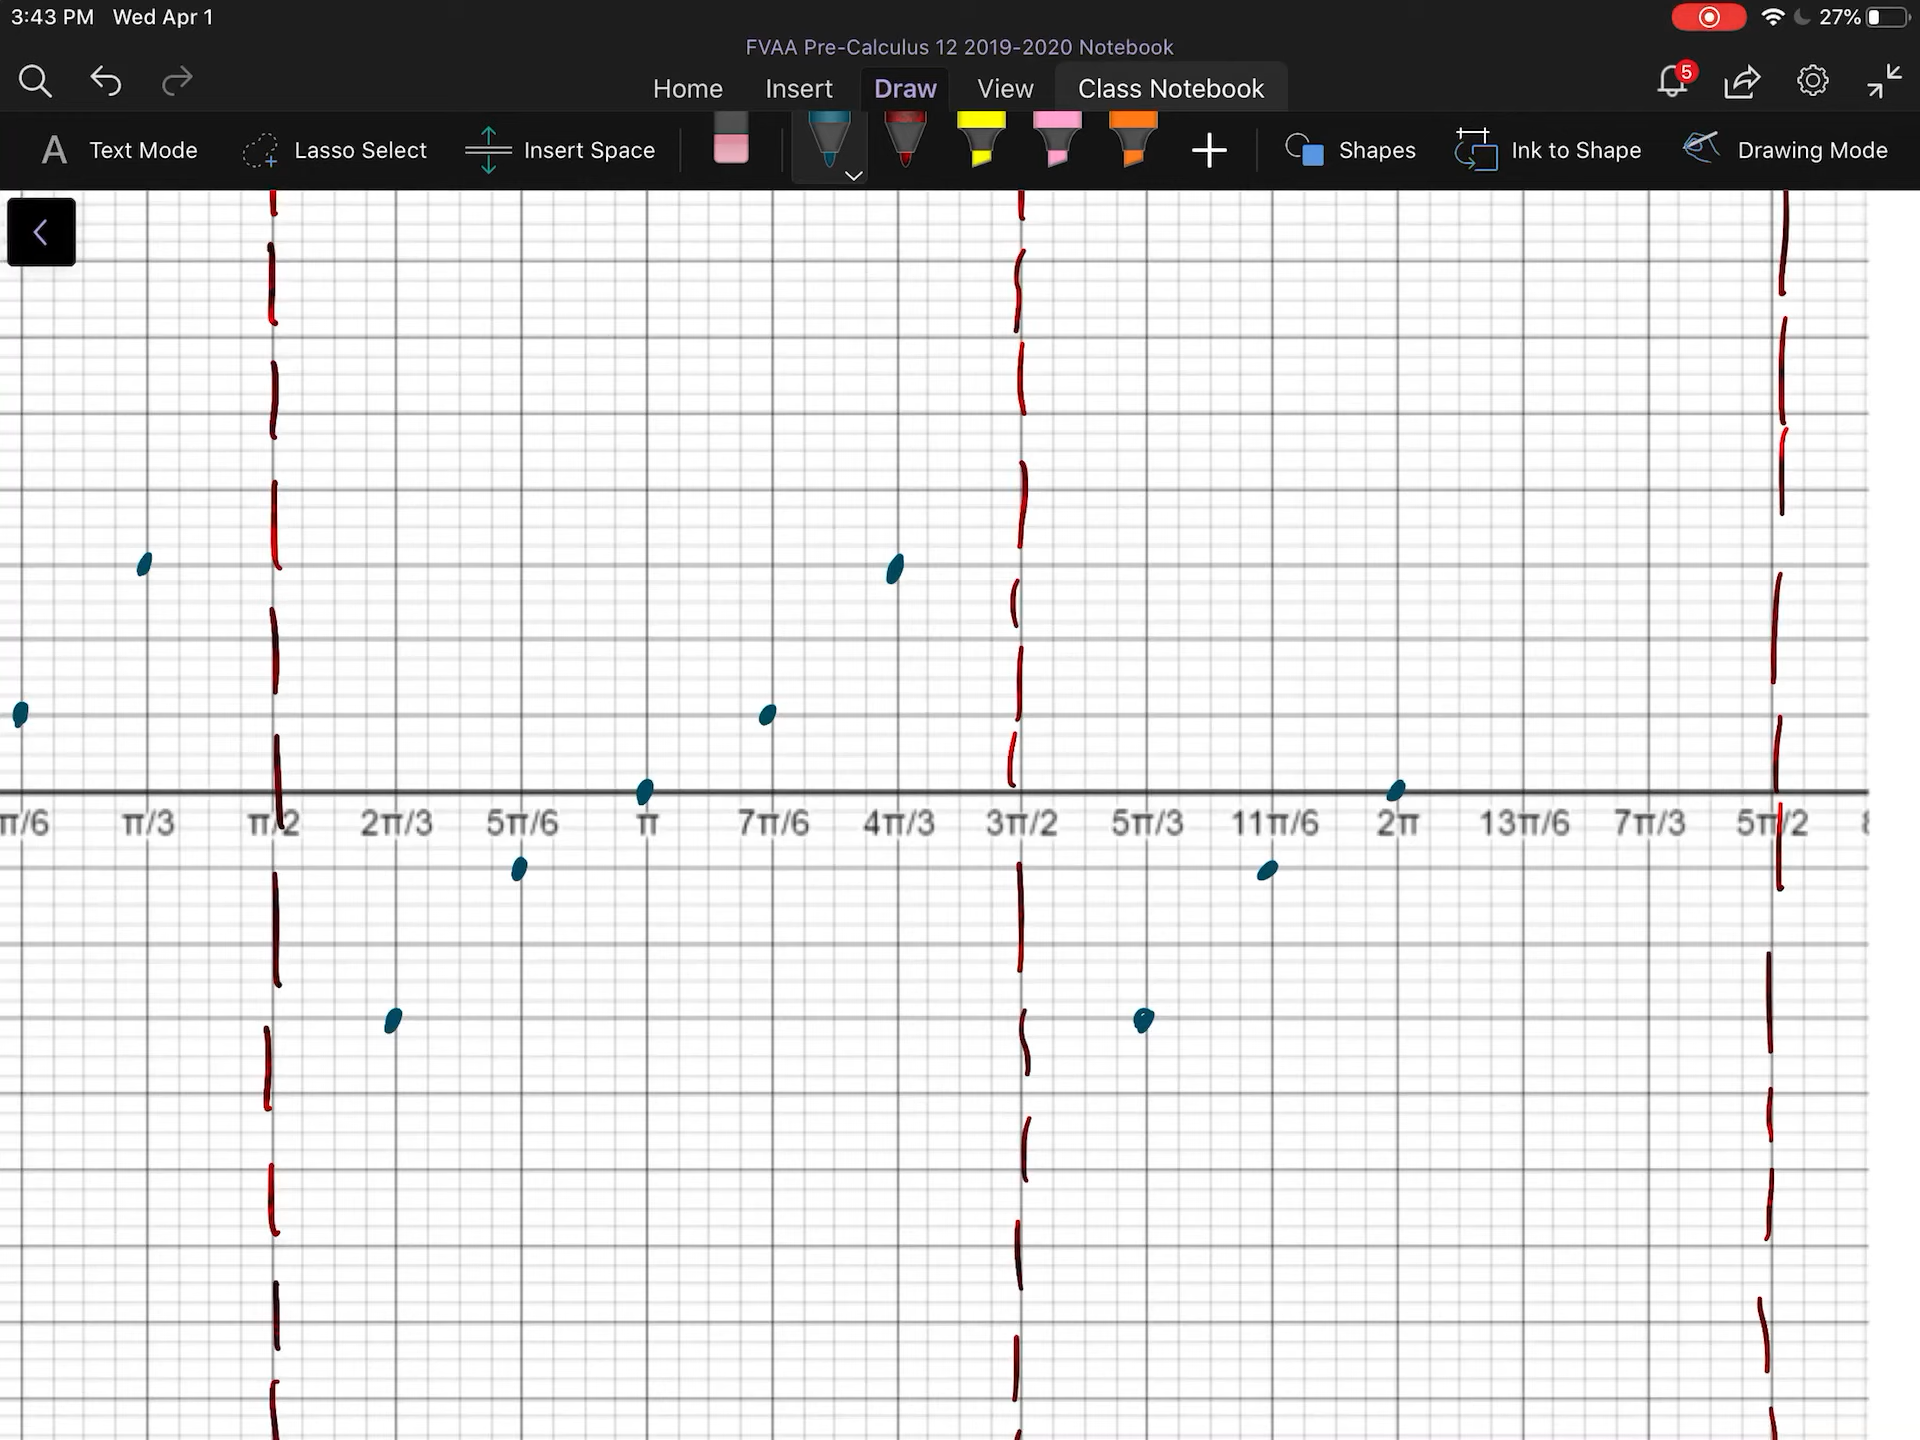 3:43 PM Wed Apr 1 27%
FVAA Pre-Calculus 12 2019-2020 Notebook
Home Insert Draw View Class Notebook 5
A Text Mode Lasso Select Insert Space Shapes Ink to Shape Drawing Mode
π/6 π/3 π/2 2π/3 5π/6 π 7π/6 4π/3 3π/2 5π/3 11π/6 2π 13π/6 7π/3 5π/2